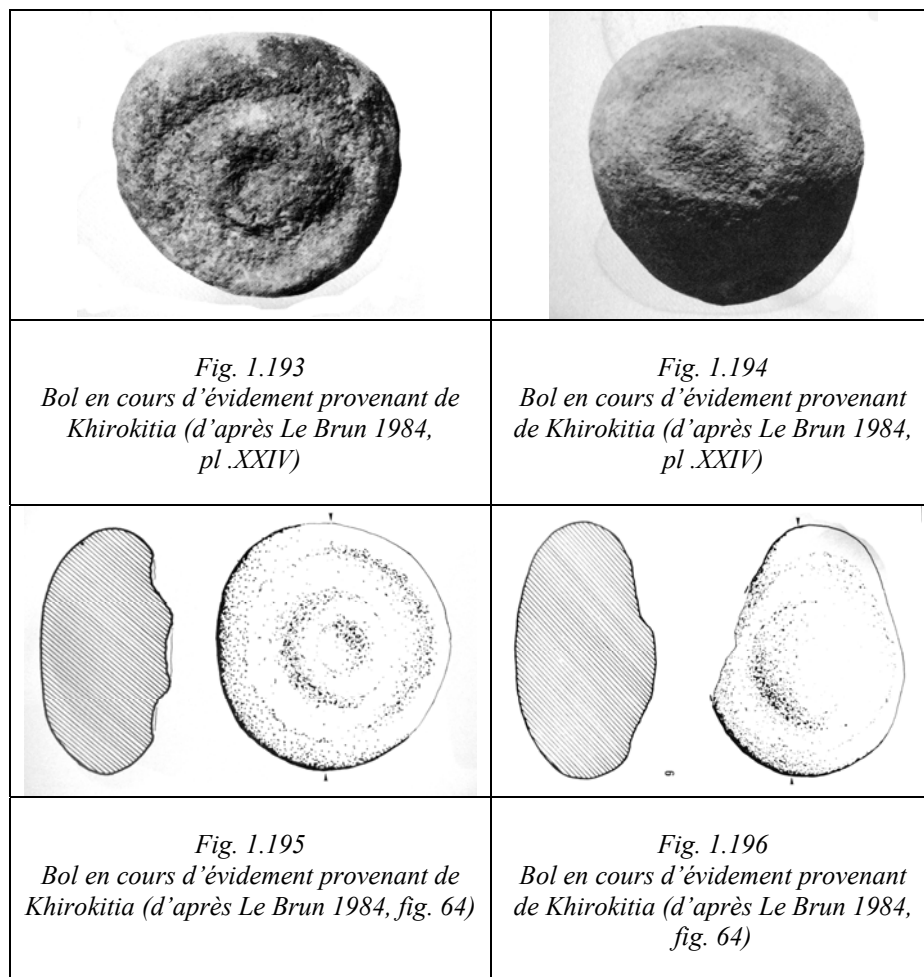 Fig. 1.193
Bol en cours d’évidement provenant de
Khirokitia (d’après Le Brun 1984,
pl .XXIV)
Fig. 1.194
Bol en cours d’évidement provenant
de Khirokitia (d’après Le Brun 1984,
pl .XXIV)
6
Fig. 1.195
Bol en cours d’évidement provenant de
Khirokitia (d’après Le Brun 1984, fig. 64)
Fig. 1.196
Bol en cours d’évidement provenant
de Khirokitia (d’après Le Brun 1984,
fig. 64)